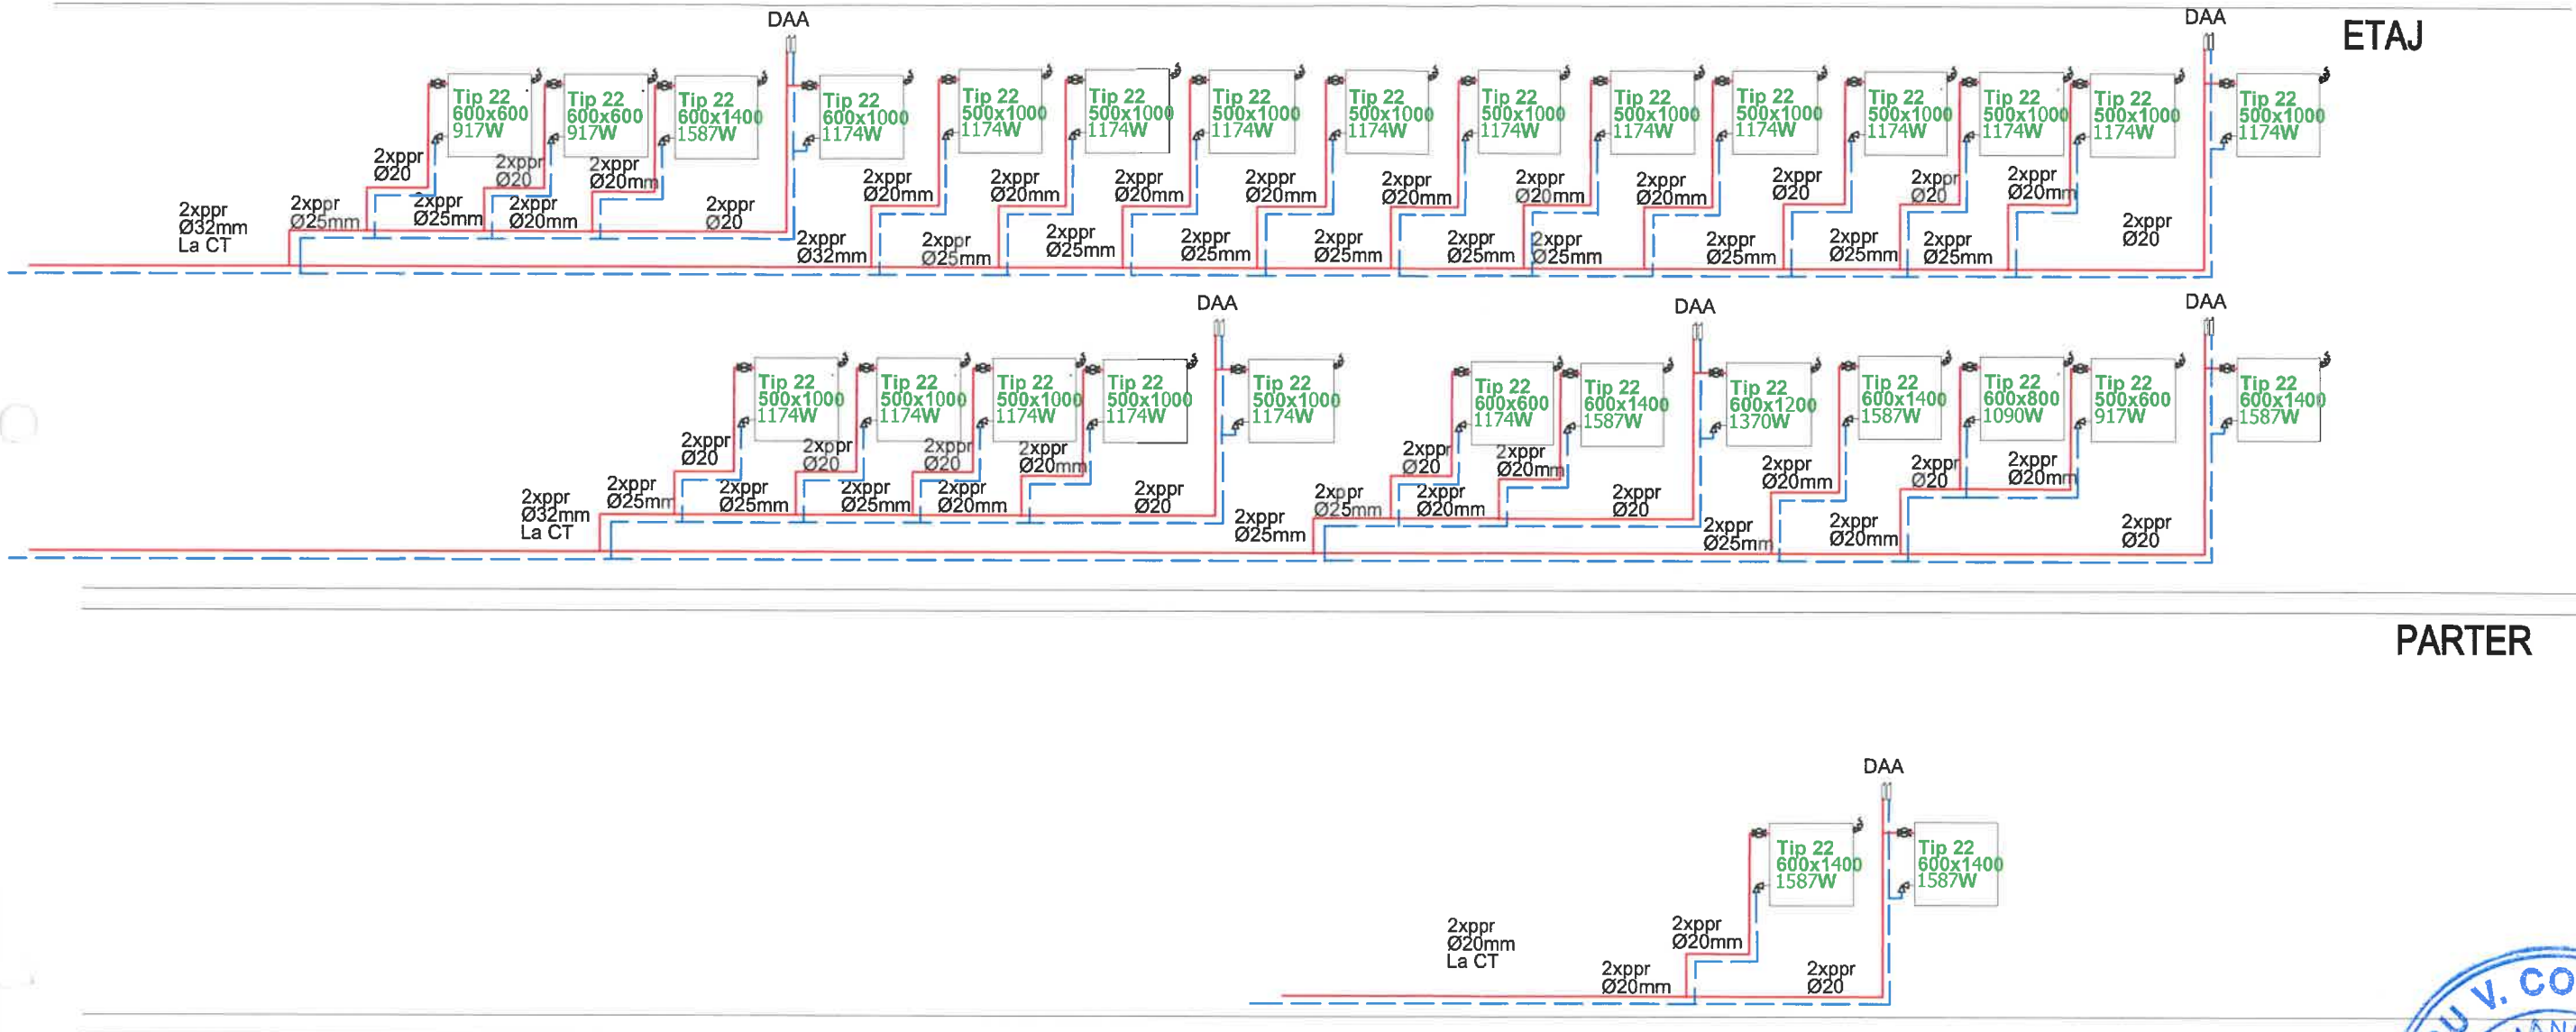 DAA
DAA
ETAJ
Tip 22
600x600
917W
Tip 22
600x600
917W
Tip 22
600x1400
1587W
Tip 22
600x1000
1174W
Tip 22
500x1000
1174W
Tip 22
500x1000
1174W
Tip 22
500x1000
1174W
Tip 22
500x1000
1174W
Tip 22
500x1000
1174W
Tip 22
500x1000
1174W
Tip 22
500x1000
1174W
Tip 22
500x1000
1174W
Tip 22
500x1000
1174W
Tip 22
500x1000
1174W
Tip 22
500x1000
1174W
2xppr
Ø20
2xppr
Ø20
2xppr
Ø20mm
2xppr
Ø20mm
2xppr
Ø20mm
2xppr
Ø20mm
2xppr
Ø20mm
2xppr
Ø20mm
2xppr
Ø20mm
2xppr
Ø20mm
2xppr
Ø20
2xppr
Ø20
2xppr
Ø20mm
2xppr
Ø32mm
La CT
2xppr
Ø25mm
2xppr
Ø25mm
2xppr
Ø20mm
2xppr
Ø20
2xppr
Ø32mm
2xppr
Ø25mm
2xppr
Ø25mm
2xppr
Ø25mm
2xppr
Ø25mm
2xppr
Ø25mm
2xppr
Ø25mm
2xppr
Ø25mm
2xppr
Ø25mm
2xppr
Ø25mm
2xppr
Ø20
DAA
DAA
DAA
Tip 22
500x1000
1174W
Tip 22
500x1000
1174W
Tip 22
500x1000
1174W
Tip 22
500x1000
1174W
Tip 22
500x1000
1174W
Tip 22
600x600
1174W
Tip 22
600x1400
1587W
Tip 22
600x1200
1370W
Tip 22
600x1400
1587W
Tip 22
600x800
1090W
Tip 22
500x600
917W
Tip 22
600x1400
1587W
2xppr
Ø20
2xppr
Ø20
2xppr
Ø20
2xppr
Ø20mm
2xppr
Ø20
2xppr
Ø20mm
2xppr
Ø20mm
2xppr
Ø20
2xppr
Ø20mm
2xppr
Ø32mm
La CT
2xppr
Ø25mm
2xppr
Ø25mm
2xppr
Ø25mm
2xppr
Ø20mm
2xppr
Ø20
2xppr
Ø25mm
2xppr
Ø25mm
2xppr
Ø20mm
2xppr
Ø20
2xppr
Ø25mm
2xppr
Ø20mm
2xppr
Ø20
PARTER
DAA
Tip 22
600x1400
1587W
Tip 22
600x1400
1587W
2xppr
Ø20mm
La CT
2xppr
Ø20mm
2xppr
Ø20mm
2xppr
Ø20
V. CO